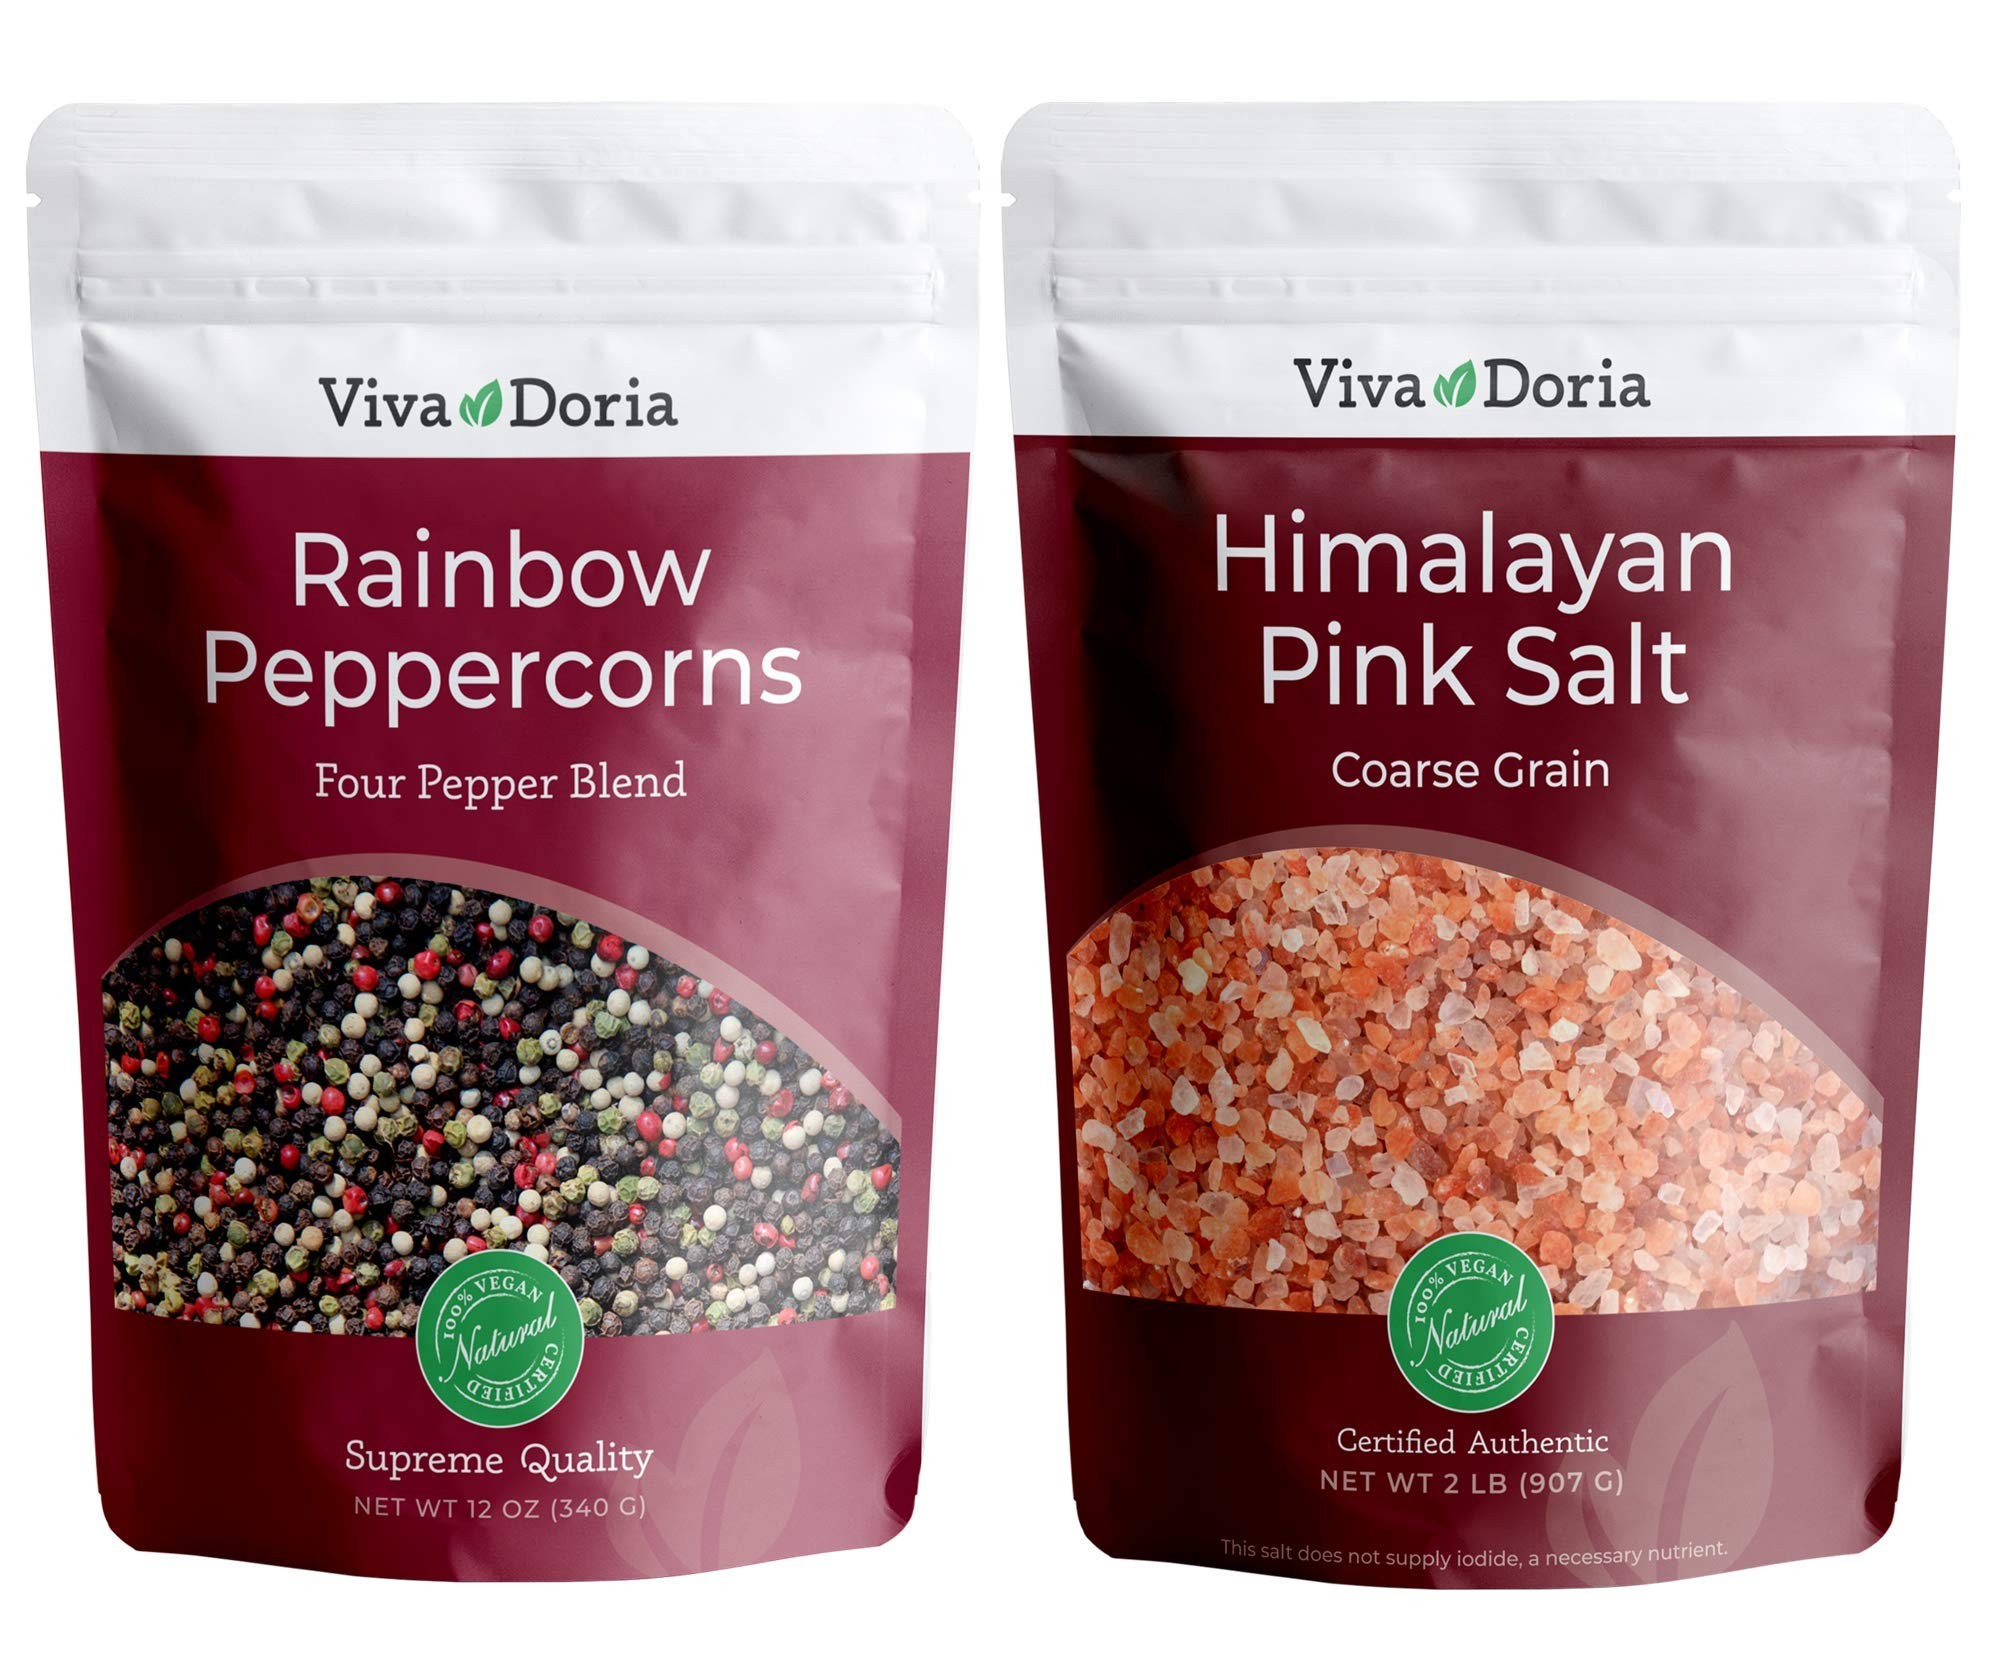 Viva Doria
Rainbow
Peppercorns
Four Pepper Blend
100% VEGAN
Natural
CERTIFIED
Supreme Quality
NET WT 12 OZ (340 G)
Viva Doria
Himalayan
Pink Salt
Coarse Grain
100% VEGAN
Natural
CERTIFIED
Certified Authentic
NET WT 2 LB (907 G)
This salt does not supply iodide, a necessary nutrient.